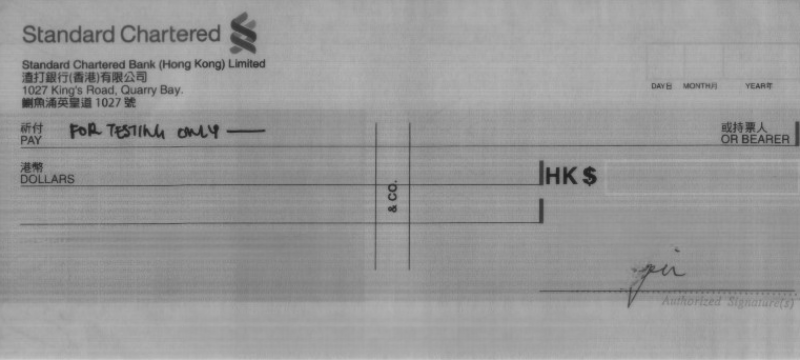 Standard Chartered
Standard Chartered Bank (Hong Kong) Limited
渣打銀行(香港)有限公司
1027 King's Road, Quarry Bay.
鰂魚涌英皇道 1027 號
DAY日 MONTH月 YEAR年
祈付
PAY
FOR TESTING ONLY
或持票人
OR BEARER
港幣
DOLLARS
& CO.
HK $
Authorized Signature(s)